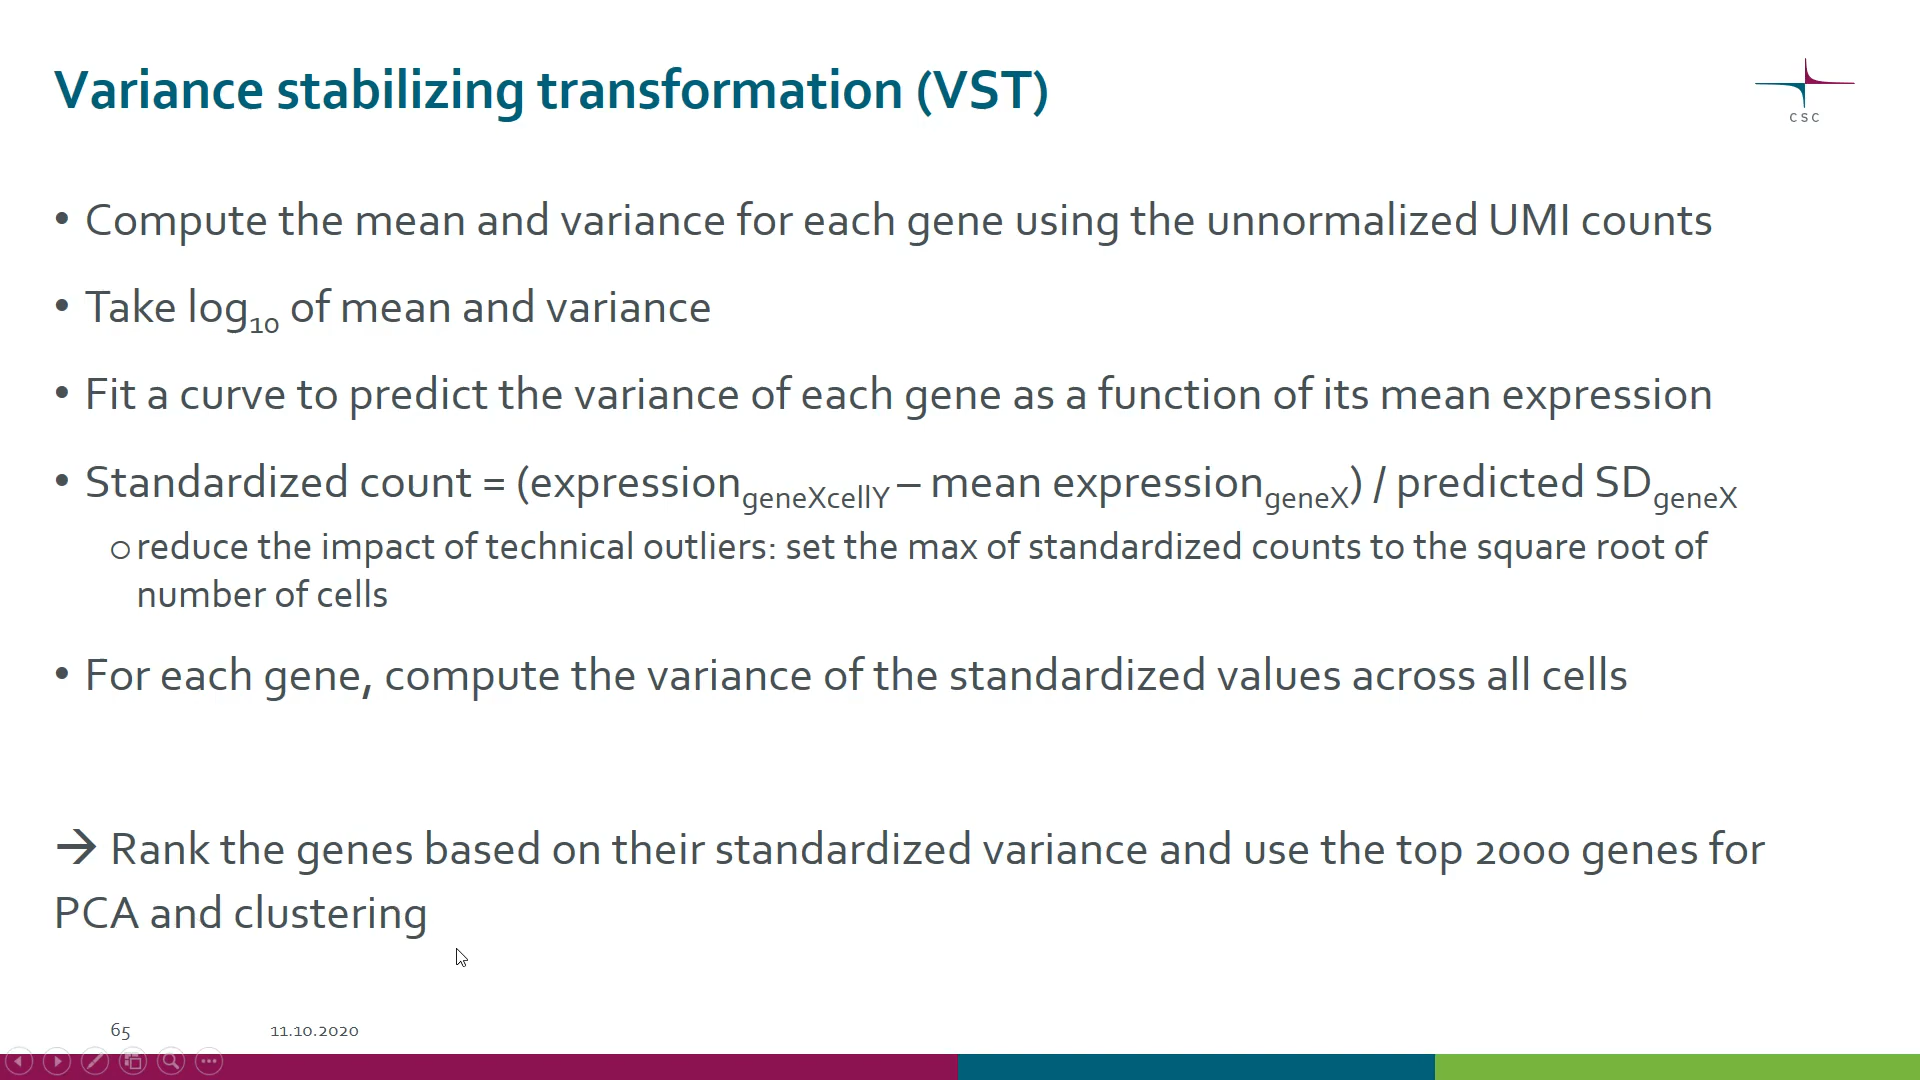 Variance stabilizing transformation (VST)
CSC
• Compute the mean and variance for each gene using the unnormalized UMI counts
• Take log₁₀ of mean and variance
• Fit a curve to predict the variance of each gene as a function of its mean expression
• Standardized count = (expression_geneXcellY – mean expression_geneX) / predicted SD_geneX
o reduce the impact of technical outliers: set the max of standardized counts to the square root of
number of cells
• For each gene, compute the variance of the standardized values across all cells
→ Rank the genes based on their standardized variance and use the top 2000 genes for
PCA and clustering
65 11.10.2020